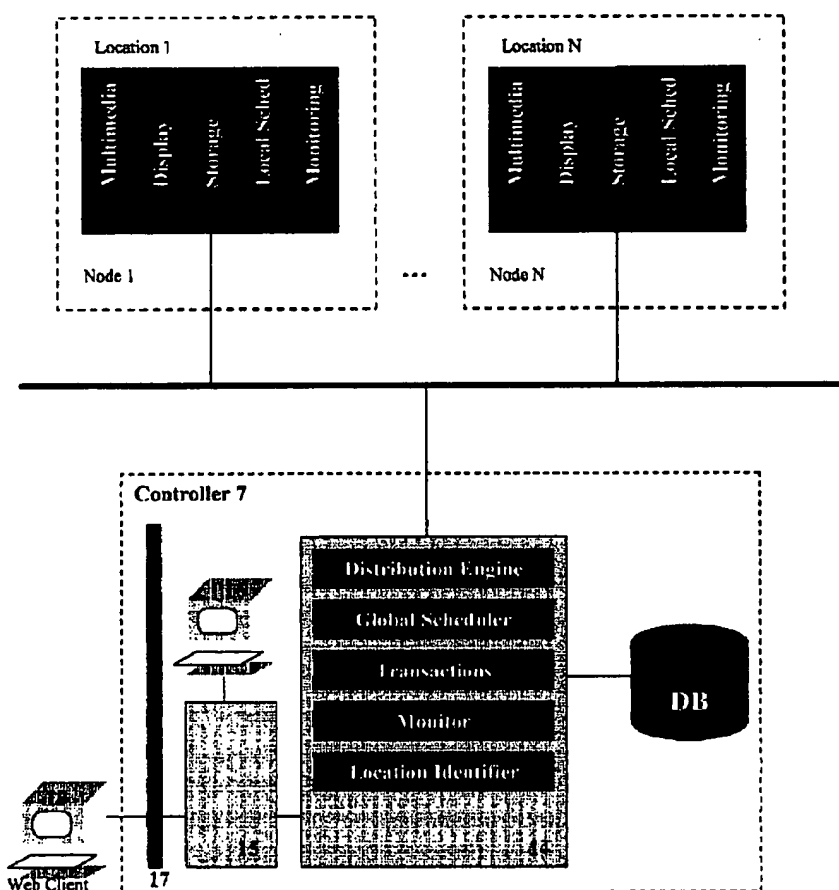 Location 1
Location N
Multimedia
Display
Storage
Local Sched
Monitoring
Multimedia
Display
Storage
Local Sched
Monitoring
Node 1
...
Node N
Controller 7
Distribution Engine
Global Scheduler
Transactions
Monitor
Location Identifier
DB
Web Client
17